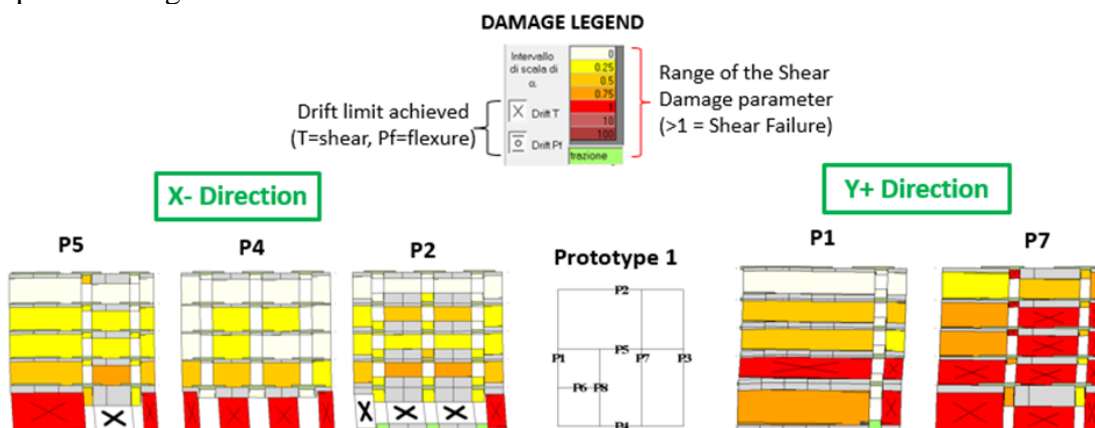 DAMAGE LEGEND
Intervallo
di scala di
α.
0
0.25
0.5
0.75
1
10
100
Drift T
Drift Pf
trazione
Drift limit achieved
(T=shear, Pf=flexure)
Range of the Shear
Damage parameter
(>1 = Shear Failure)
X- Direction
Y+ Direction
P5
P4
P2
Prototype 1
P1
P7
P2
P5
P1
P7
P3
P6
P8
P4